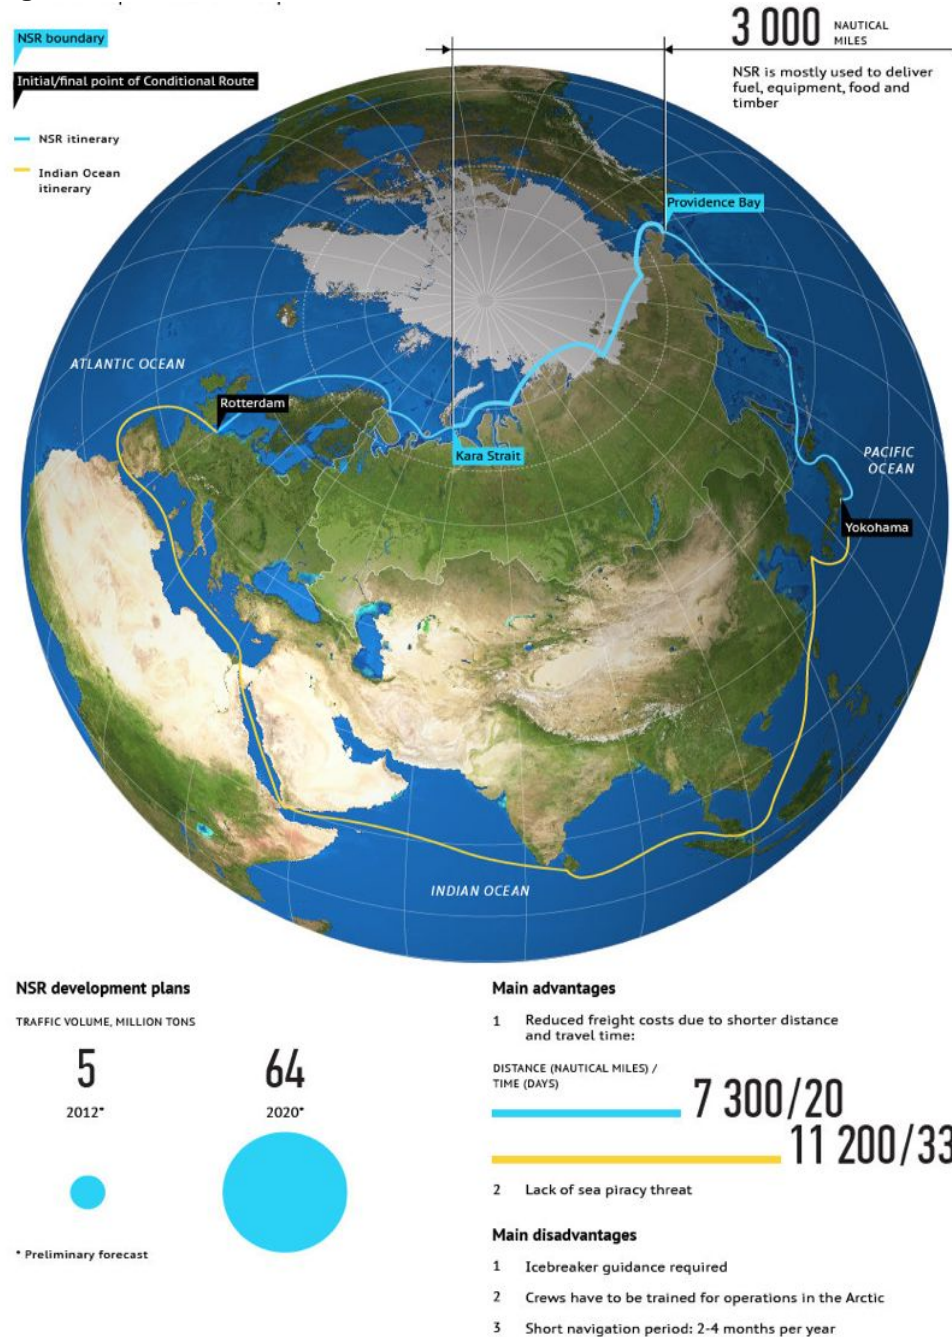 NSR boundary
Initial/final point of Conditional Route
NSR itinerary
Indian Ocean
itinerary
3 000 NAUTICAL
MILES
NSR is mostly used to deliver
fuel, equipment, food and
timber
Providence Bay
ATLANTIC OCEAN
Rotterdam
Kara Strait
PACIFIC
OCEAN
Yokohama
INDIAN OCEAN
NSR development plans
TRAFFIC VOLUME, MILLION TONS
5
2012*
64
2020*
* Preliminary forecast
Main advantages
1 Reduced freight costs due to shorter distance
and travel time:
DISTANCE (NAUTICAL MILES) /
TIME (DAYS)
7 300/20
11 200/33
2 Lack of sea piracy threat
Main disadvantages
1 Icebreaker guidance required
2 Crews have to be trained for operations in the Arctic
3 Short navigation period: 2-4 months per year